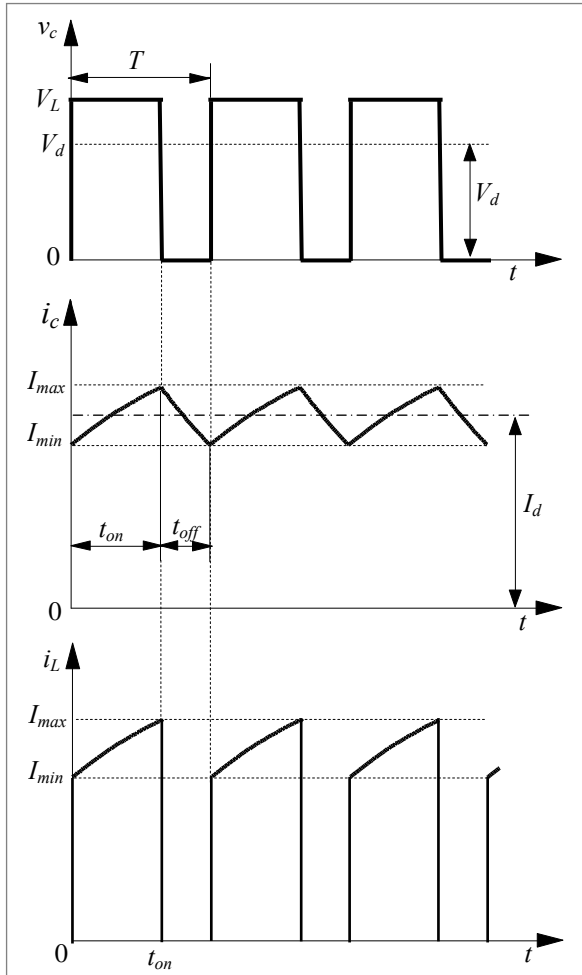 v_c
T
V_L
V_d
V_d
0
t
i_c
I_max
I_min
I_d
t_on
t_off
0
t
i_L
I_max
I_min
0
t_on
t